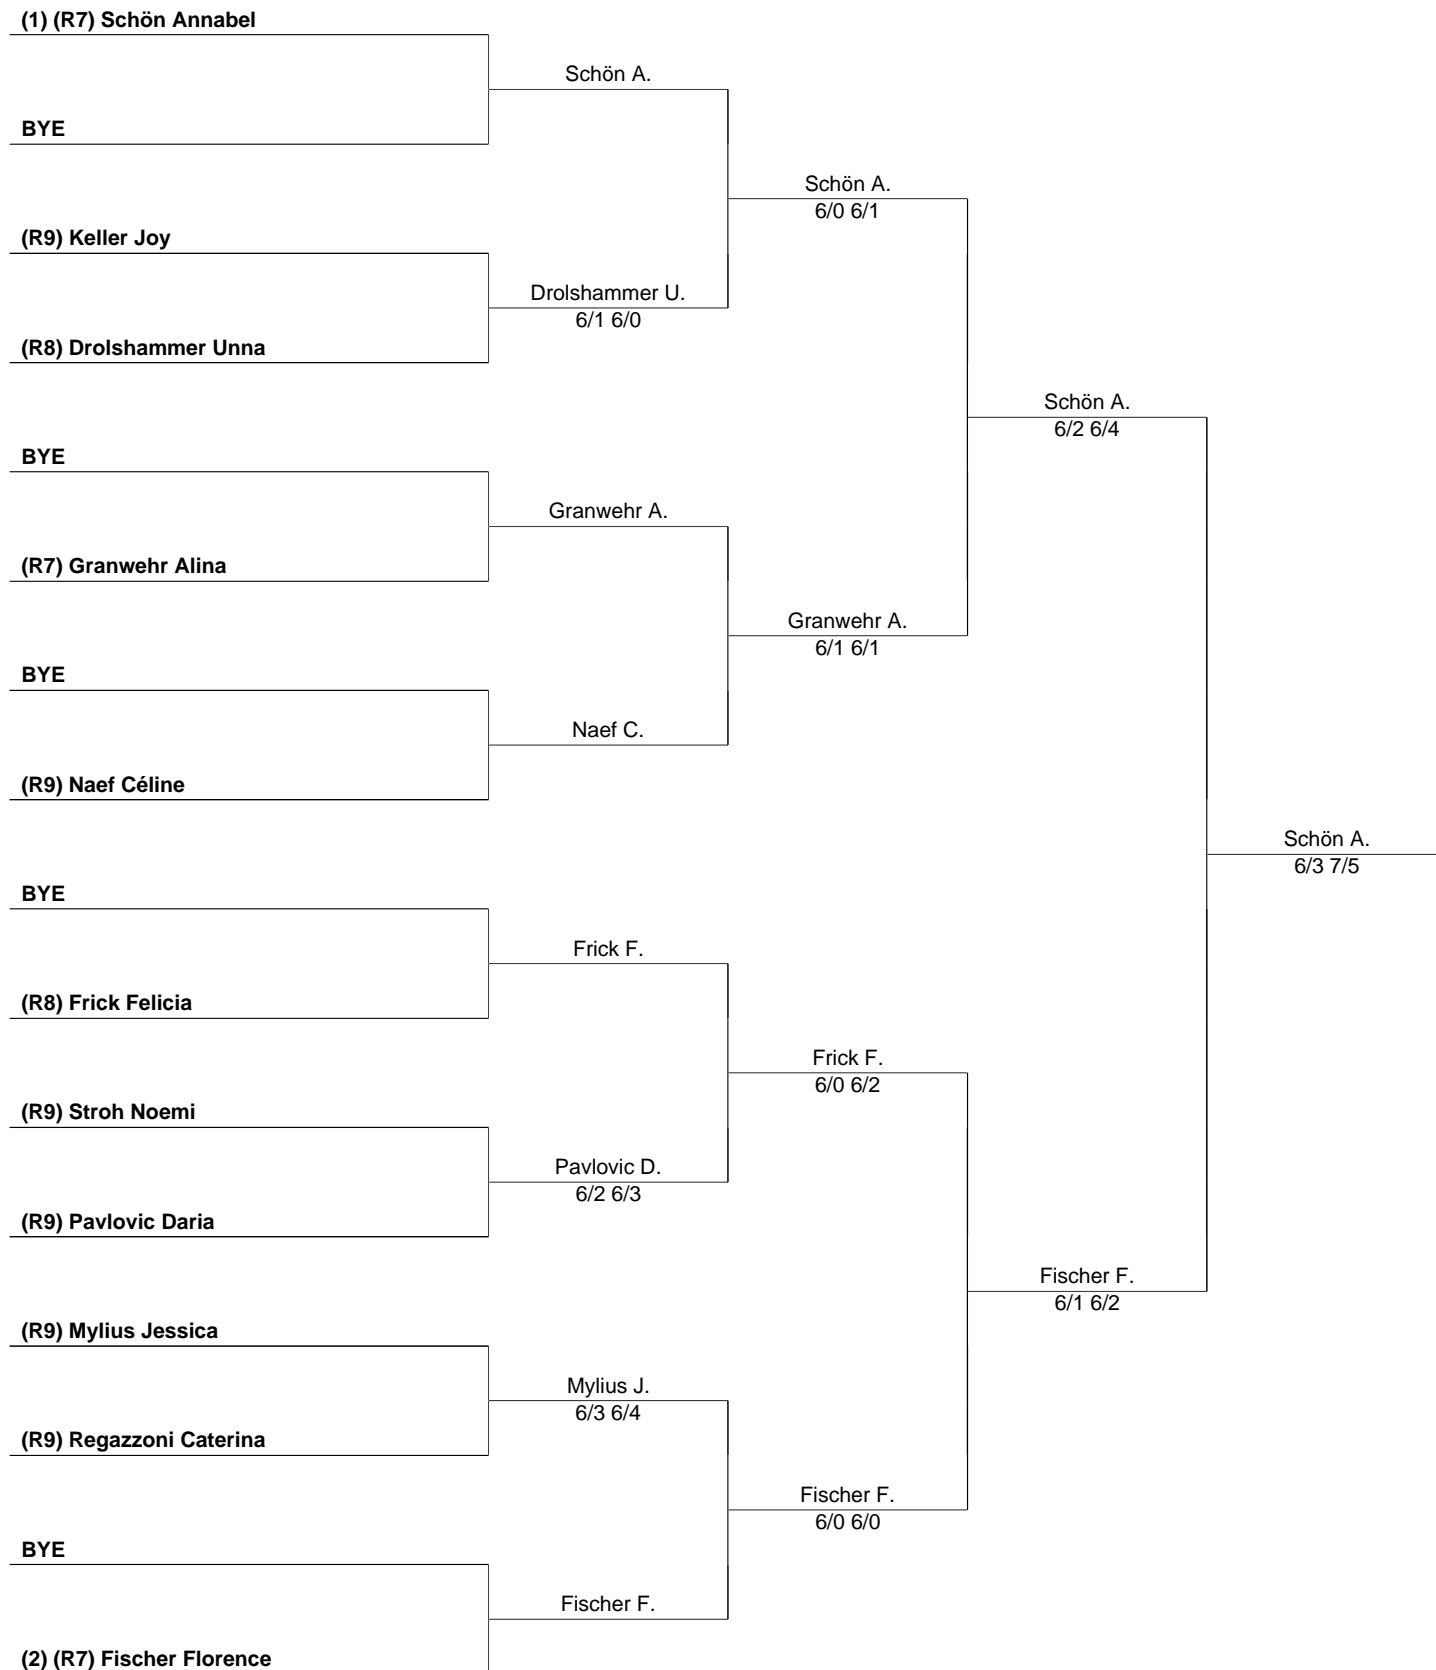 (1) (R7) Schön Annabel
Schön A.
BYE
Schön A.
6/0 6/1
(R9) Keller Joy
Drolshammer U.
6/1 6/0
(R8) Drolshammer Unna
Schön A.
6/2 6/4
BYE
Granwehr A.
(R7) Granwehr Alina
Granwehr A.
6/1 6/1
BYE
Naef C.
(R9) Naef Céline
Schön A.
6/3 7/5
BYE
Frick F.
(R8) Frick Felicia
Frick F.
6/0 6/2
(R9) Stroh Noemi
Pavlovic D.
6/2 6/3
(R9) Pavlovic Daria
Fischer F.
6/1 6/2
(R9) Mylius Jessica
Mylius J.
6/3 6/4
(R9) Regazzoni Caterina
Fischer F.
6/0 6/0
BYE
Fischer F.
(2) (R7) Fischer Florence